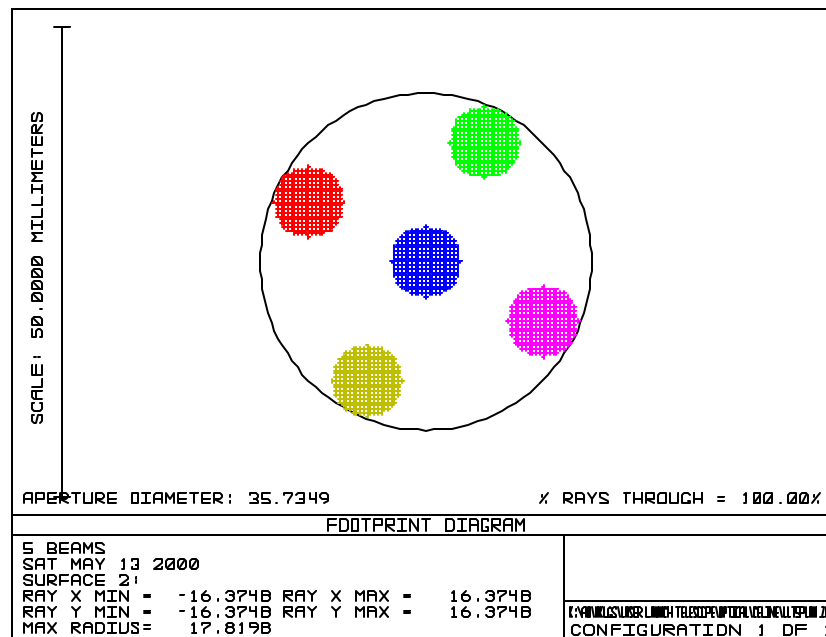 SCALE: 50.0000 MILLIMETERS
APERTURE DIAMETER: 35.7349
% RAYS THROUGH = 100.00%
FOOTPRINT DIAGRAM
5 BEAMS
SAT MAY 13 2000
SURFACE 2:
RAY X MIN = -16.3748 RAY X MAX = 16.3748
RAY Y MIN = -16.3748 RAY Y MAX = 16.3748
MAX RADIUS= 17.8198
CONFIGURATION 1 OF